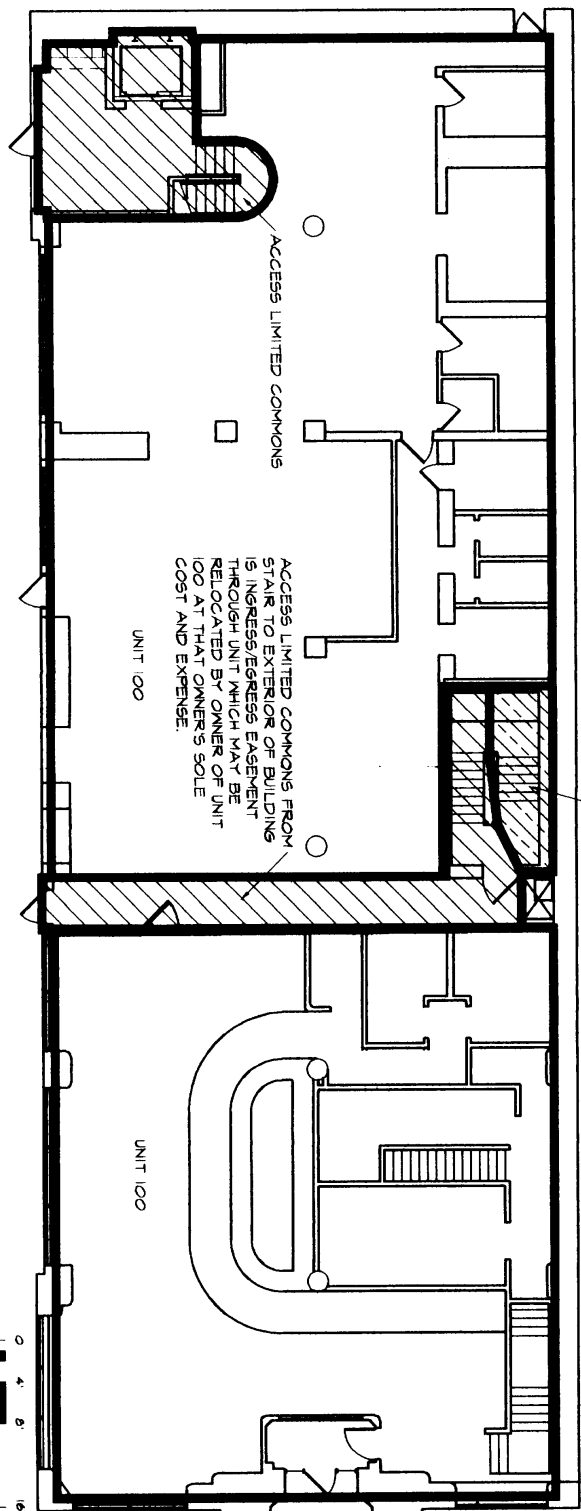 ACCESS LIMITED COMMONS
ACCESS LIMITED COMMONS FROM
STAIR TO EXTERIOR OF BUILDING
IS INGRESS/EGRESS EASEMENT
THROUGH UNIT WHICH MAY BE
RELOCATED BY OWNER OF UNIT
100 AT THAT OWNER'S SOLE
COST AND EXPENSE.
UNIT 100
UNIT 100
0 4' 8' 16